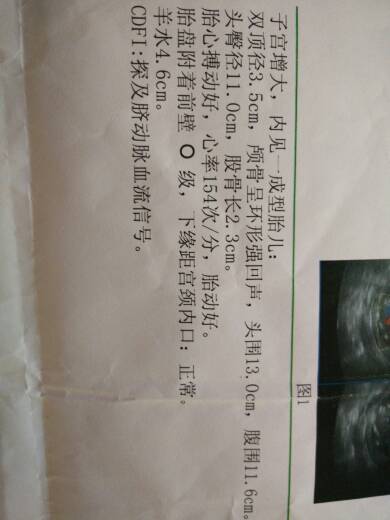 子宫增大，内见一成型胎儿：
双顶径3.5cm，颅骨呈环形强回声，头围13.0cm，腹围11.6cm。
头臀径11.0cm，股骨长2.3cm。
胎心搏动好，心率154次/分，胎动好。
胎盘附着前壁 O 级，下缘距宫颈内口：正常。
羊水4.6cm。
CDFI:探及脐动脉血流信号。
图1